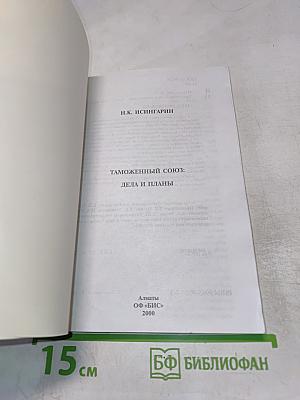 Н.К. ИСИНГАРИН
ТАМОЖЕННЫЙ СОЮЗ:
ДЕЛА И ПЛАНЫ
Алматы
ОФ «БИС»
2000
15 см
БФ БИБЛИОФАН